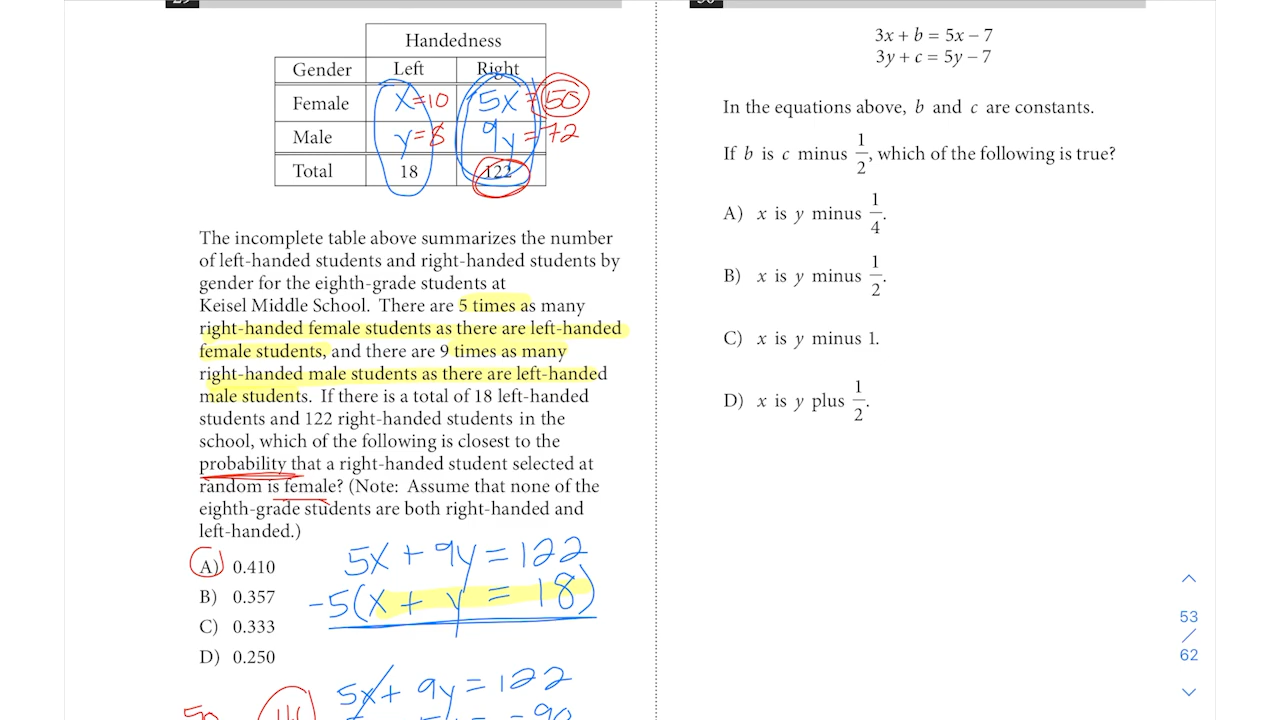 Handedness
Gender Left Right
Female x=10 5x=50
Male y=8 9y=72
Total 18 122
The incomplete table above summarizes the number
of left-handed students and right-handed students by
gender for the eighth-grade students at
Keisel Middle School. There are 5 times as many
right-handed female students as there are left-handed
female students, and there are 9 times as many
right-handed male students as there are left-handed
male students. If there is a total of 18 left-handed
students and 122 right-handed students in the
school, which of the following is closest to the
probability that a right-handed student selected at
random is female? (Note: Assume that none of the
eighth-grade students are both right-handed and
left-handed.)
A) 0.410
B) 0.357
C) 0.333
D) 0.250
5x + 9y = 122
-5(x + y = 18)
5x + 9y = 122
3x + b = 5x − 7
3y + c = 5y − 7
In the equations above, b and c are constants.
If b is c minus 1/2, which of the following is true?
A) x is y minus 1/4.
B) x is y minus 1/2.
C) x is y minus 1.
D) x is y plus 1/2.
53
/
62